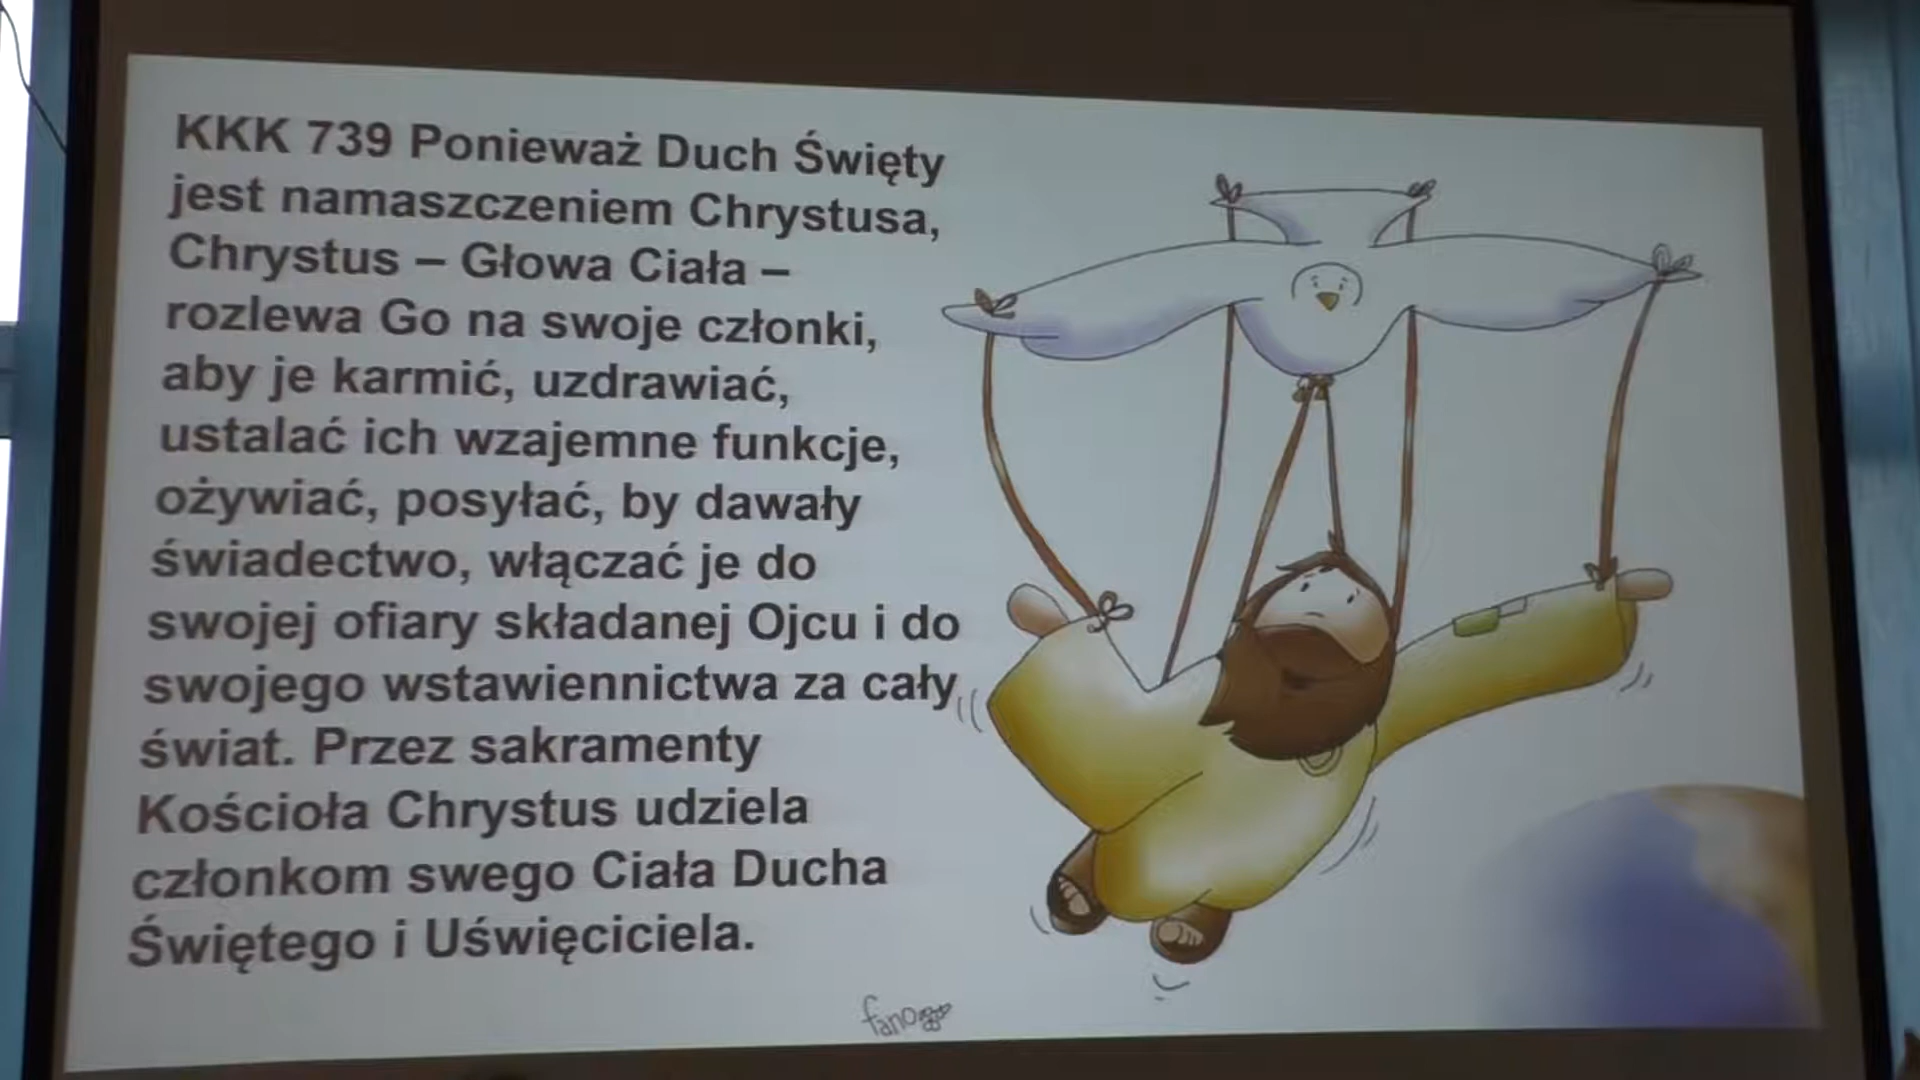 KKK 739 Ponieważ Duch Święty
jest namaszczeniem Chrystusa,
Chrystus – Głowa Ciała –
rozlewa Go na swoje członki,
aby je karmić, uzdrawiać,
ustalać ich wzajemne funkcje,
ożywiać, posyłać, by dawały
świadectwo, włączać je do
swojej ofiary składanej Ojcu i do
swojego wstawiennictwa za cały
świat. Przez sakramenty
Kościoła Chrystus udziela
członkom swego Ciała Ducha
Świętego i Uświęciciela.
fano